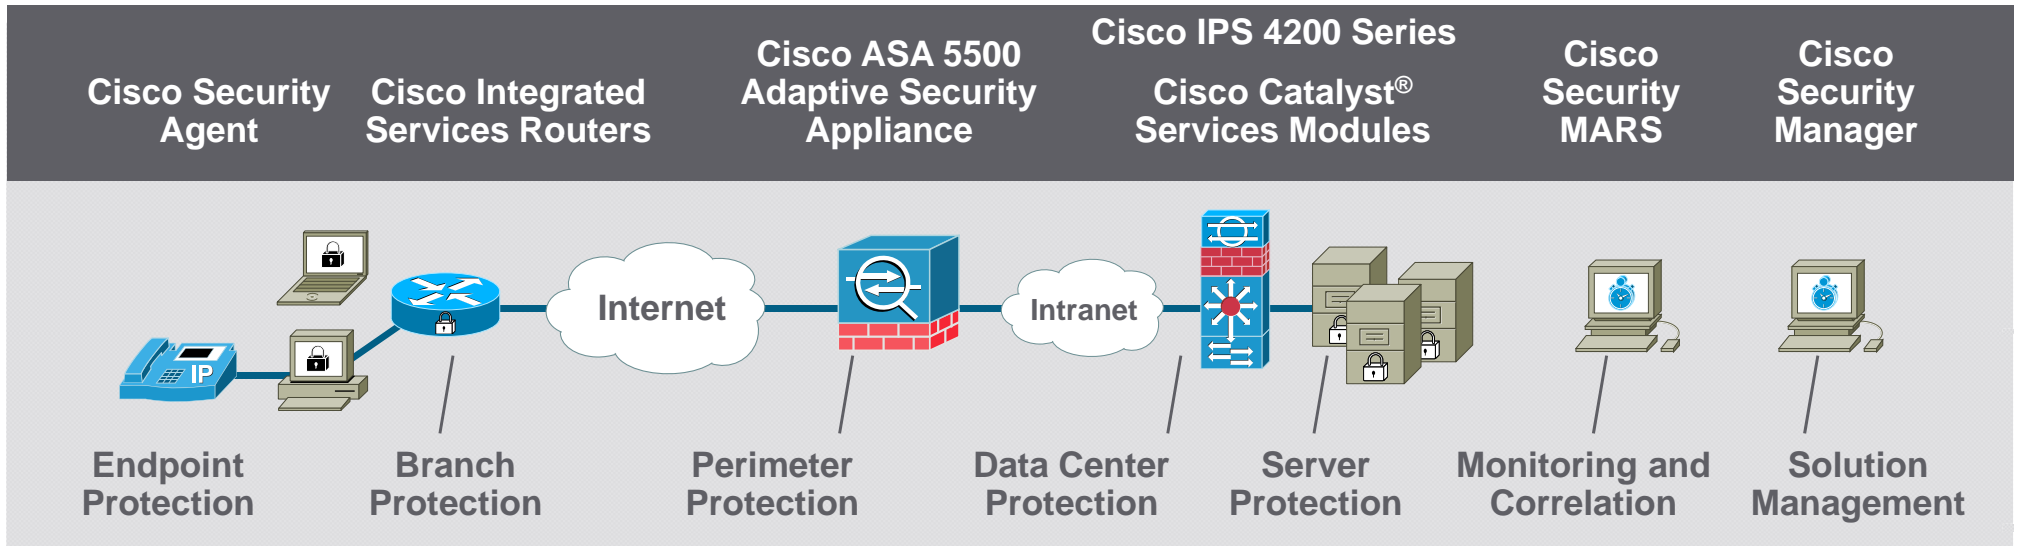 Cisco Security
Agent
Cisco Integrated
Services Routers
Cisco ASA 5500
Adaptive Security
Appliance
Cisco IPS 4200 Series
Cisco Catalyst®
Services Modules
Cisco
Security
MARS
Cisco
Security
Manager
IP
Internet
Intranet
Endpoint
Protection
Branch
Protection
Perimeter
Protection
Data Center
Protection
Server
Protection
Monitoring and
Correlation
Solution
Management